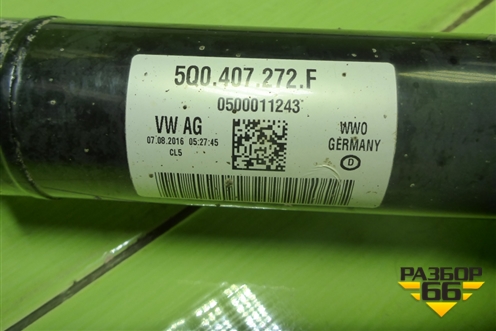 5Q0.407.272.F
0500011243
VW AG
07.08.2016 05:27:45
CL5
WWO
GERMANY
D
РАЗБОР
66